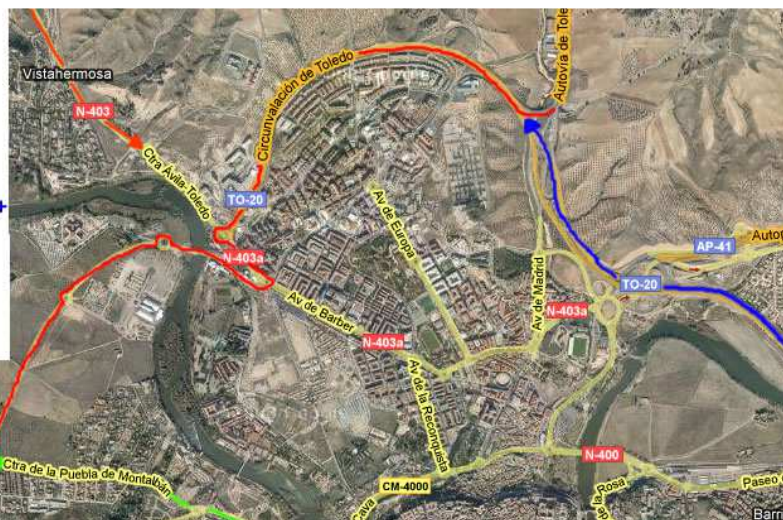 Vistahermosa
N-403
Ctra Ávilla-Toledo
Circunvalación de Toledo
Autovía de Tole
TO-20
N-403a
Av de Europa
Av de Barber
N-403a
Av de Madrid
N-403a
AP-41
Autop
TO-20
Av de la Reconquista
N-400
CM-4000
Cava
Ctra de la Puebla de Montalbán
de la Rosa
Paseo d
Barr